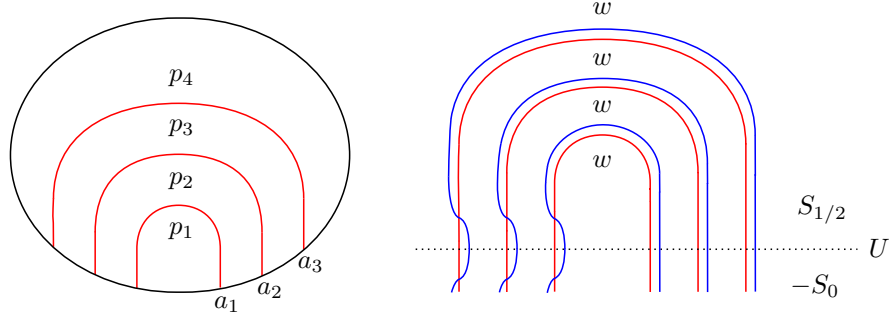 p₄
p₃
p₂
p₁
a₁
a₂
a₃
w
w
w
w
S₁/₂
U
−S₀